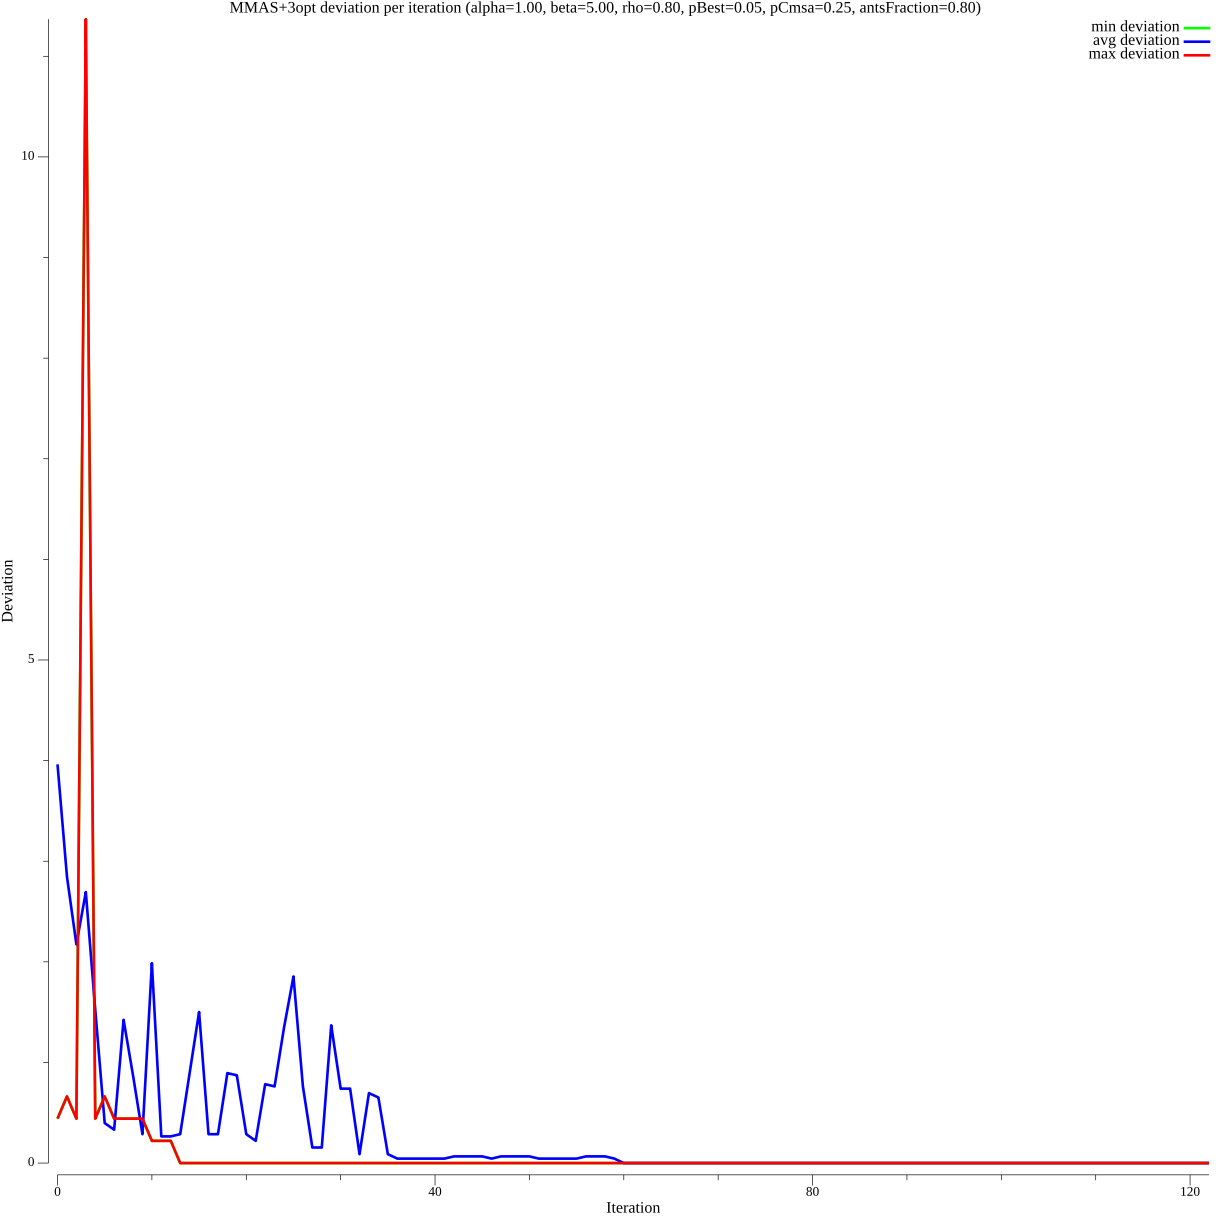 MMAS+3opt deviation per iteration (alpha=1.00, beta=5.00, rho=0.80, pBest=0.05, pCmsa=0.25, antsFraction=0.80)
min deviation
avg deviation
max deviation
10
5
0
Deviation
0
40
80
120
Iteration